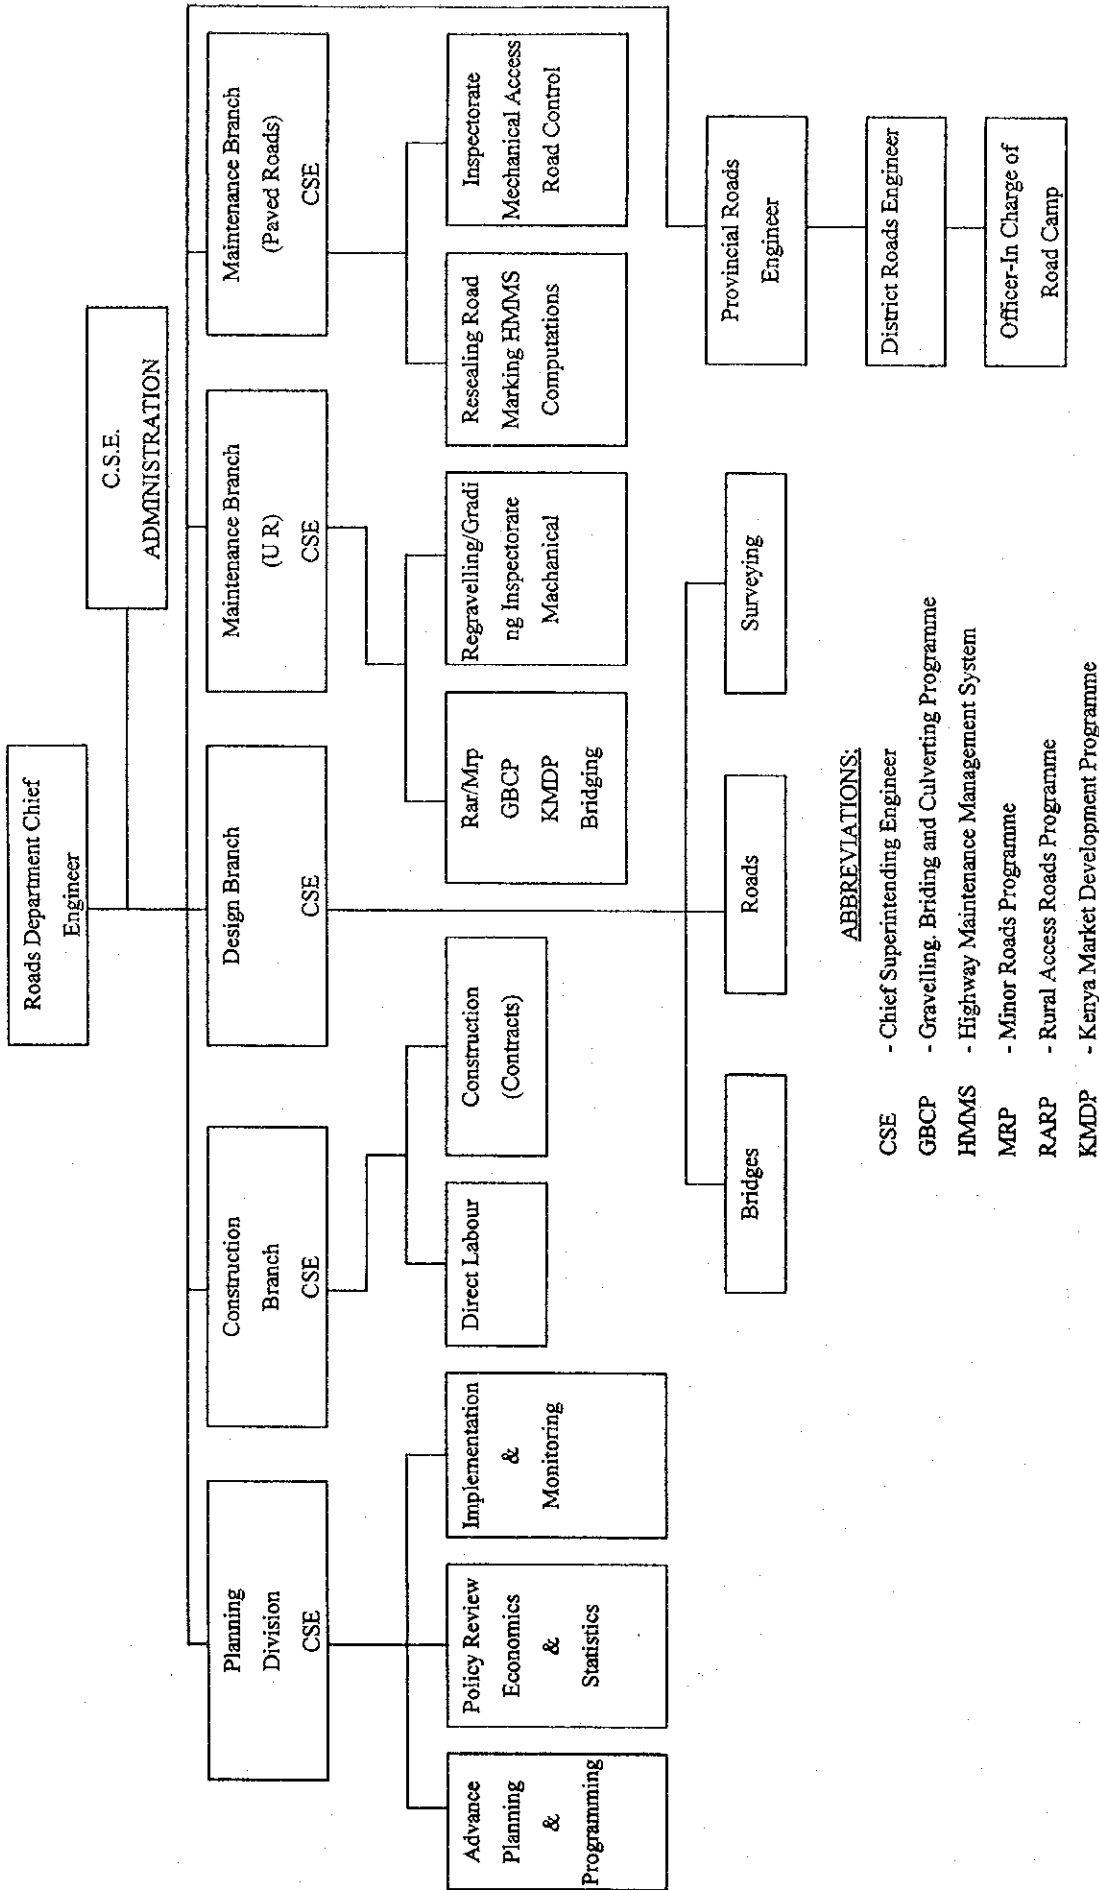 Roads Department Chief
Engineer
C.S.E.
ADMINISTRATION
Planning
Division
CSE
Construction
Branch
CSE
Design Branch
CSE
Maintenance Branch
(U R)
CSE
Maintenance Branch
(Paved Roads)
CSE
Advance
Planning
&
Programming
Policy Review
Economics
&
Statistics
Implementation
&
Monitoring
Direct Labour
Construction
(Contracts)
Rar/Mrp
GBCP
KMDP
Bridging
Regravelling/Gradi
ng Inspectorate
Machanical
Resealing Road
Marking HMMS
Computations
Inspectorate
Mechanical Access
Road Control
Bridges
Roads
Surveying
Provincial Roads
Engineer
District Roads Engineer
Officer-In Charge of
Road Camp
ABBREVIATIONS:
CSE - Chief Superintending Engineer
GBCP - Gravelling, Briding and Culverting Programme
HMMS - Highway Maintenance Management System
MRP - Minor Roads Programme
RARP - Rural Access Roads Programme
KMDP - Kenya Market Development Programme